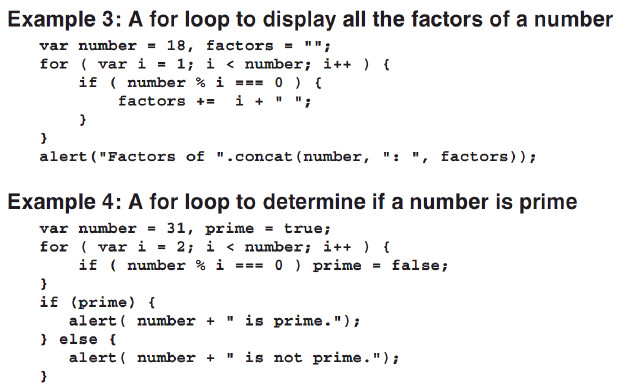 Example 3: A for loop to display all the factors of a number
var number = 18, factors = "";
for ( var i = 1; i < number; i++ ) {
if ( number % i === 0 ) {
factors += i + " ";
}
}
alert("Factors of ".concat(number, ": ", factors));
Example 4: A for loop to determine if a number is prime
var number = 31, prime = true;
for ( var i = 2; i < number; i++ ) {
if ( number % i === 0 ) prime = false;
}
if (prime) {
alert( number + " is prime.");
} else {
alert( number + " is not prime.");
}